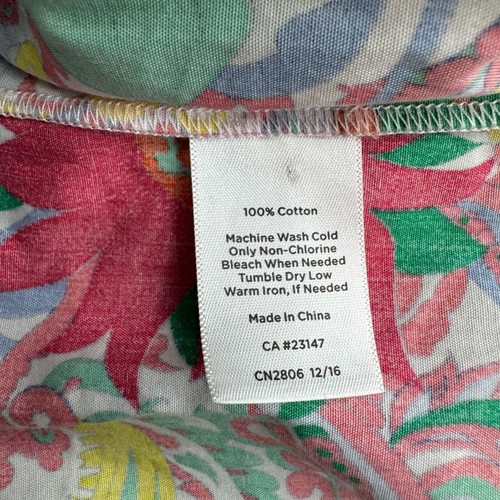 100% Cotton
Machine Wash Cold
Only Non-Chlorine
Bleach When Needed
Tumble Dry Low
Warm Iron, If Needed
Made In China
CA #23147
CN2806 12/16